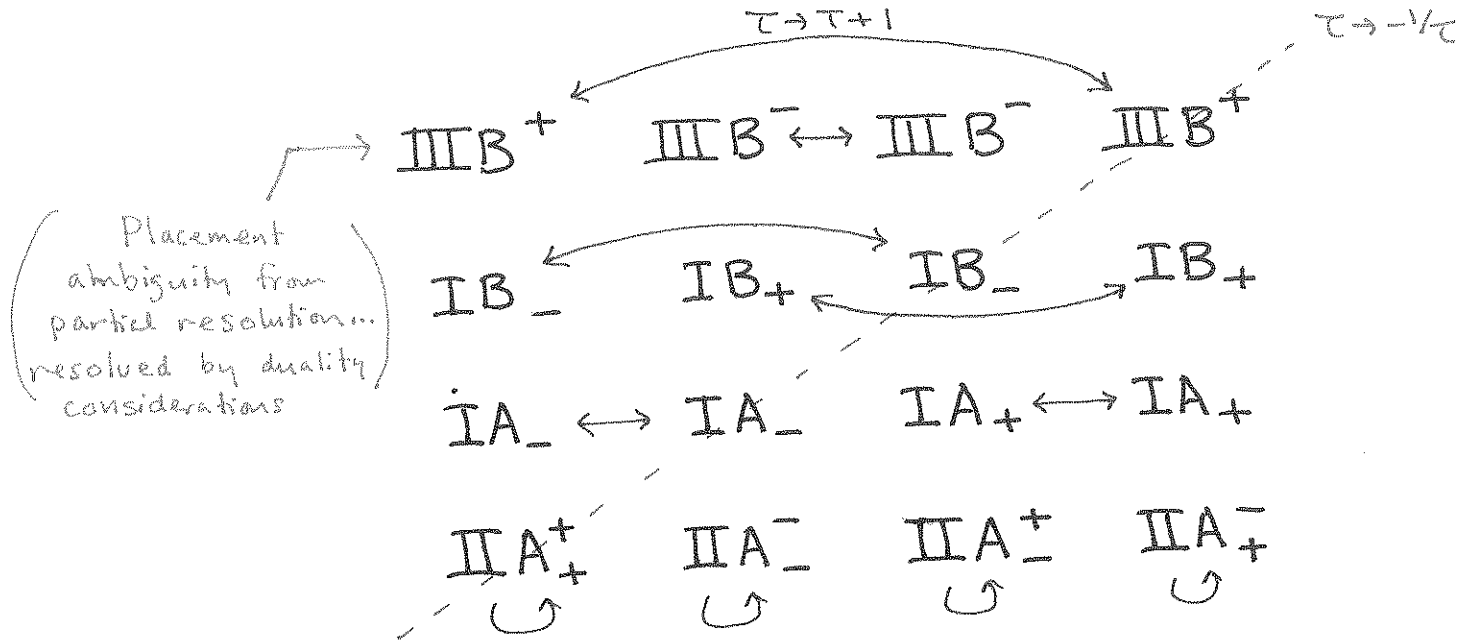 τ→τ+1
τ→-1/τ
IIIB⁺ IIIB⁻ ↔ IIIB⁻ IIIB⁺
Placement
ambiguity from
partial resolution...
resolved by duality
considerations
IB₋ IB₊ IB₋ IB₊
IA₋ ↔ IA₋ IA₊ ↔ IA₊
IIA⁺₊ IIA⁻₋ IIA⁺₋ IIA⁻₊